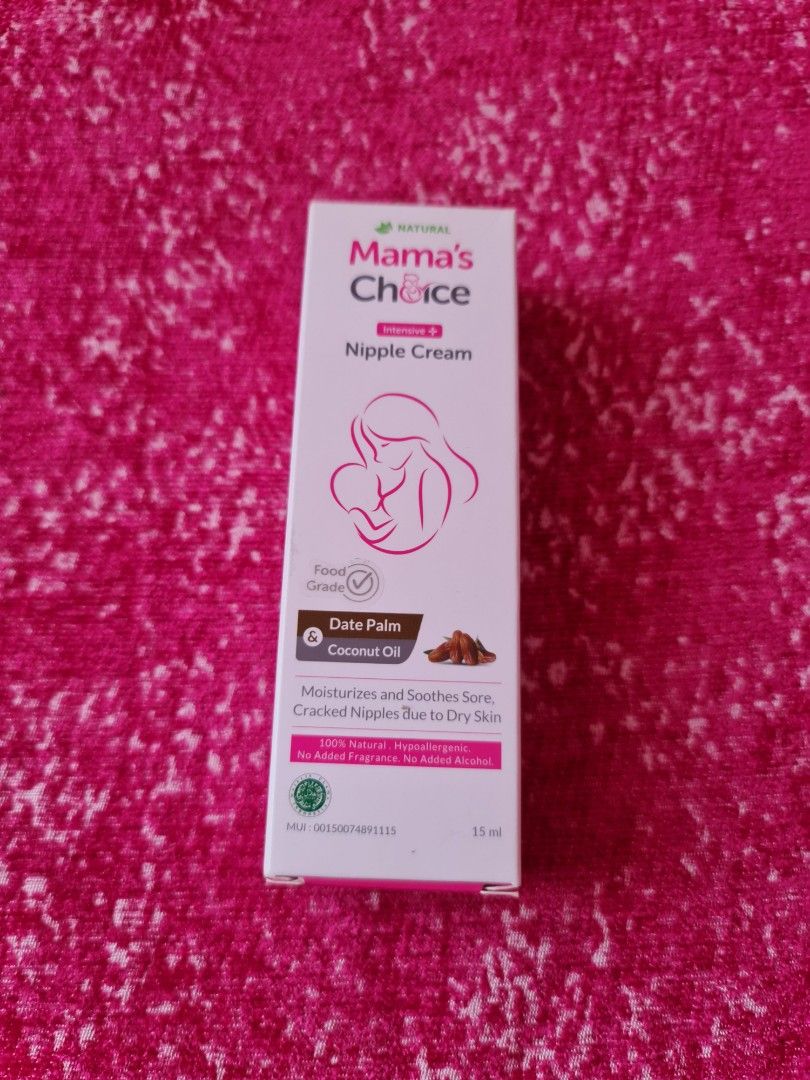 NATURAL
Mama's
Choice
Intensive +
Nipple Cream
Food
Grade
Date Palm
&
Coconut Oil
Moisturizes and Soothes Sore,
Cracked Nipples due to Dry Skin
100% Natural . Hypoallergenic.
No Added Fragrance. No Added Alcohol.
MUI : 00150074891115
15 ml